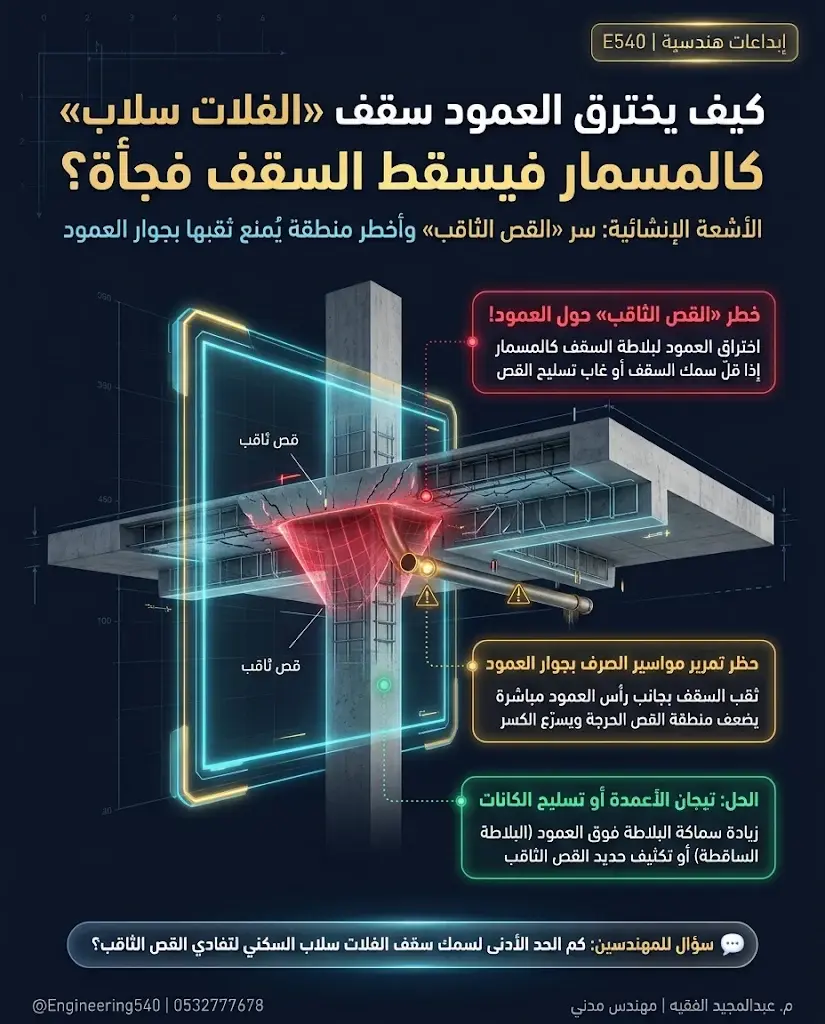 إبداعات هندسية | E540
كيف يخترق العمود سقف «الفلات سلاب»
كالمسمار فيسقط السقف فجأة؟
الأشعة الإنشائية: سر «القص الثاقب» وأخطر منطقة يُمنع ثقبها بجوار العمود
خطر «القص الثاقب» حول العمود!
اختراق العمود لبلاطة السقف كالمسمار
إذا قلّ سمك السقف أو غاب تسليح القص
قص ثاقب
قص ثاقب
حظر تمرير مواسير الصرف بجوار العمود
ثقب السقف بجانب رأس العمود مباشرة
يضعف منطقة القص الحرجة ويسرّع الكسر
الحل: تيجان الأعمدة أو تسليح الكانات
زيادة سماكة البلاطة فوق العمود (البلاطة
الساقطة) أو تكثيف حديد القص الثاقب
سؤال للمهندسين: كم الحد الأدنى لسمك سقف الفلات سلاب السكني لتفادي القص الثاقب؟
م. عبدالمجيد الفقيه | مهندس مدني
@Engineering540 | 0532777678